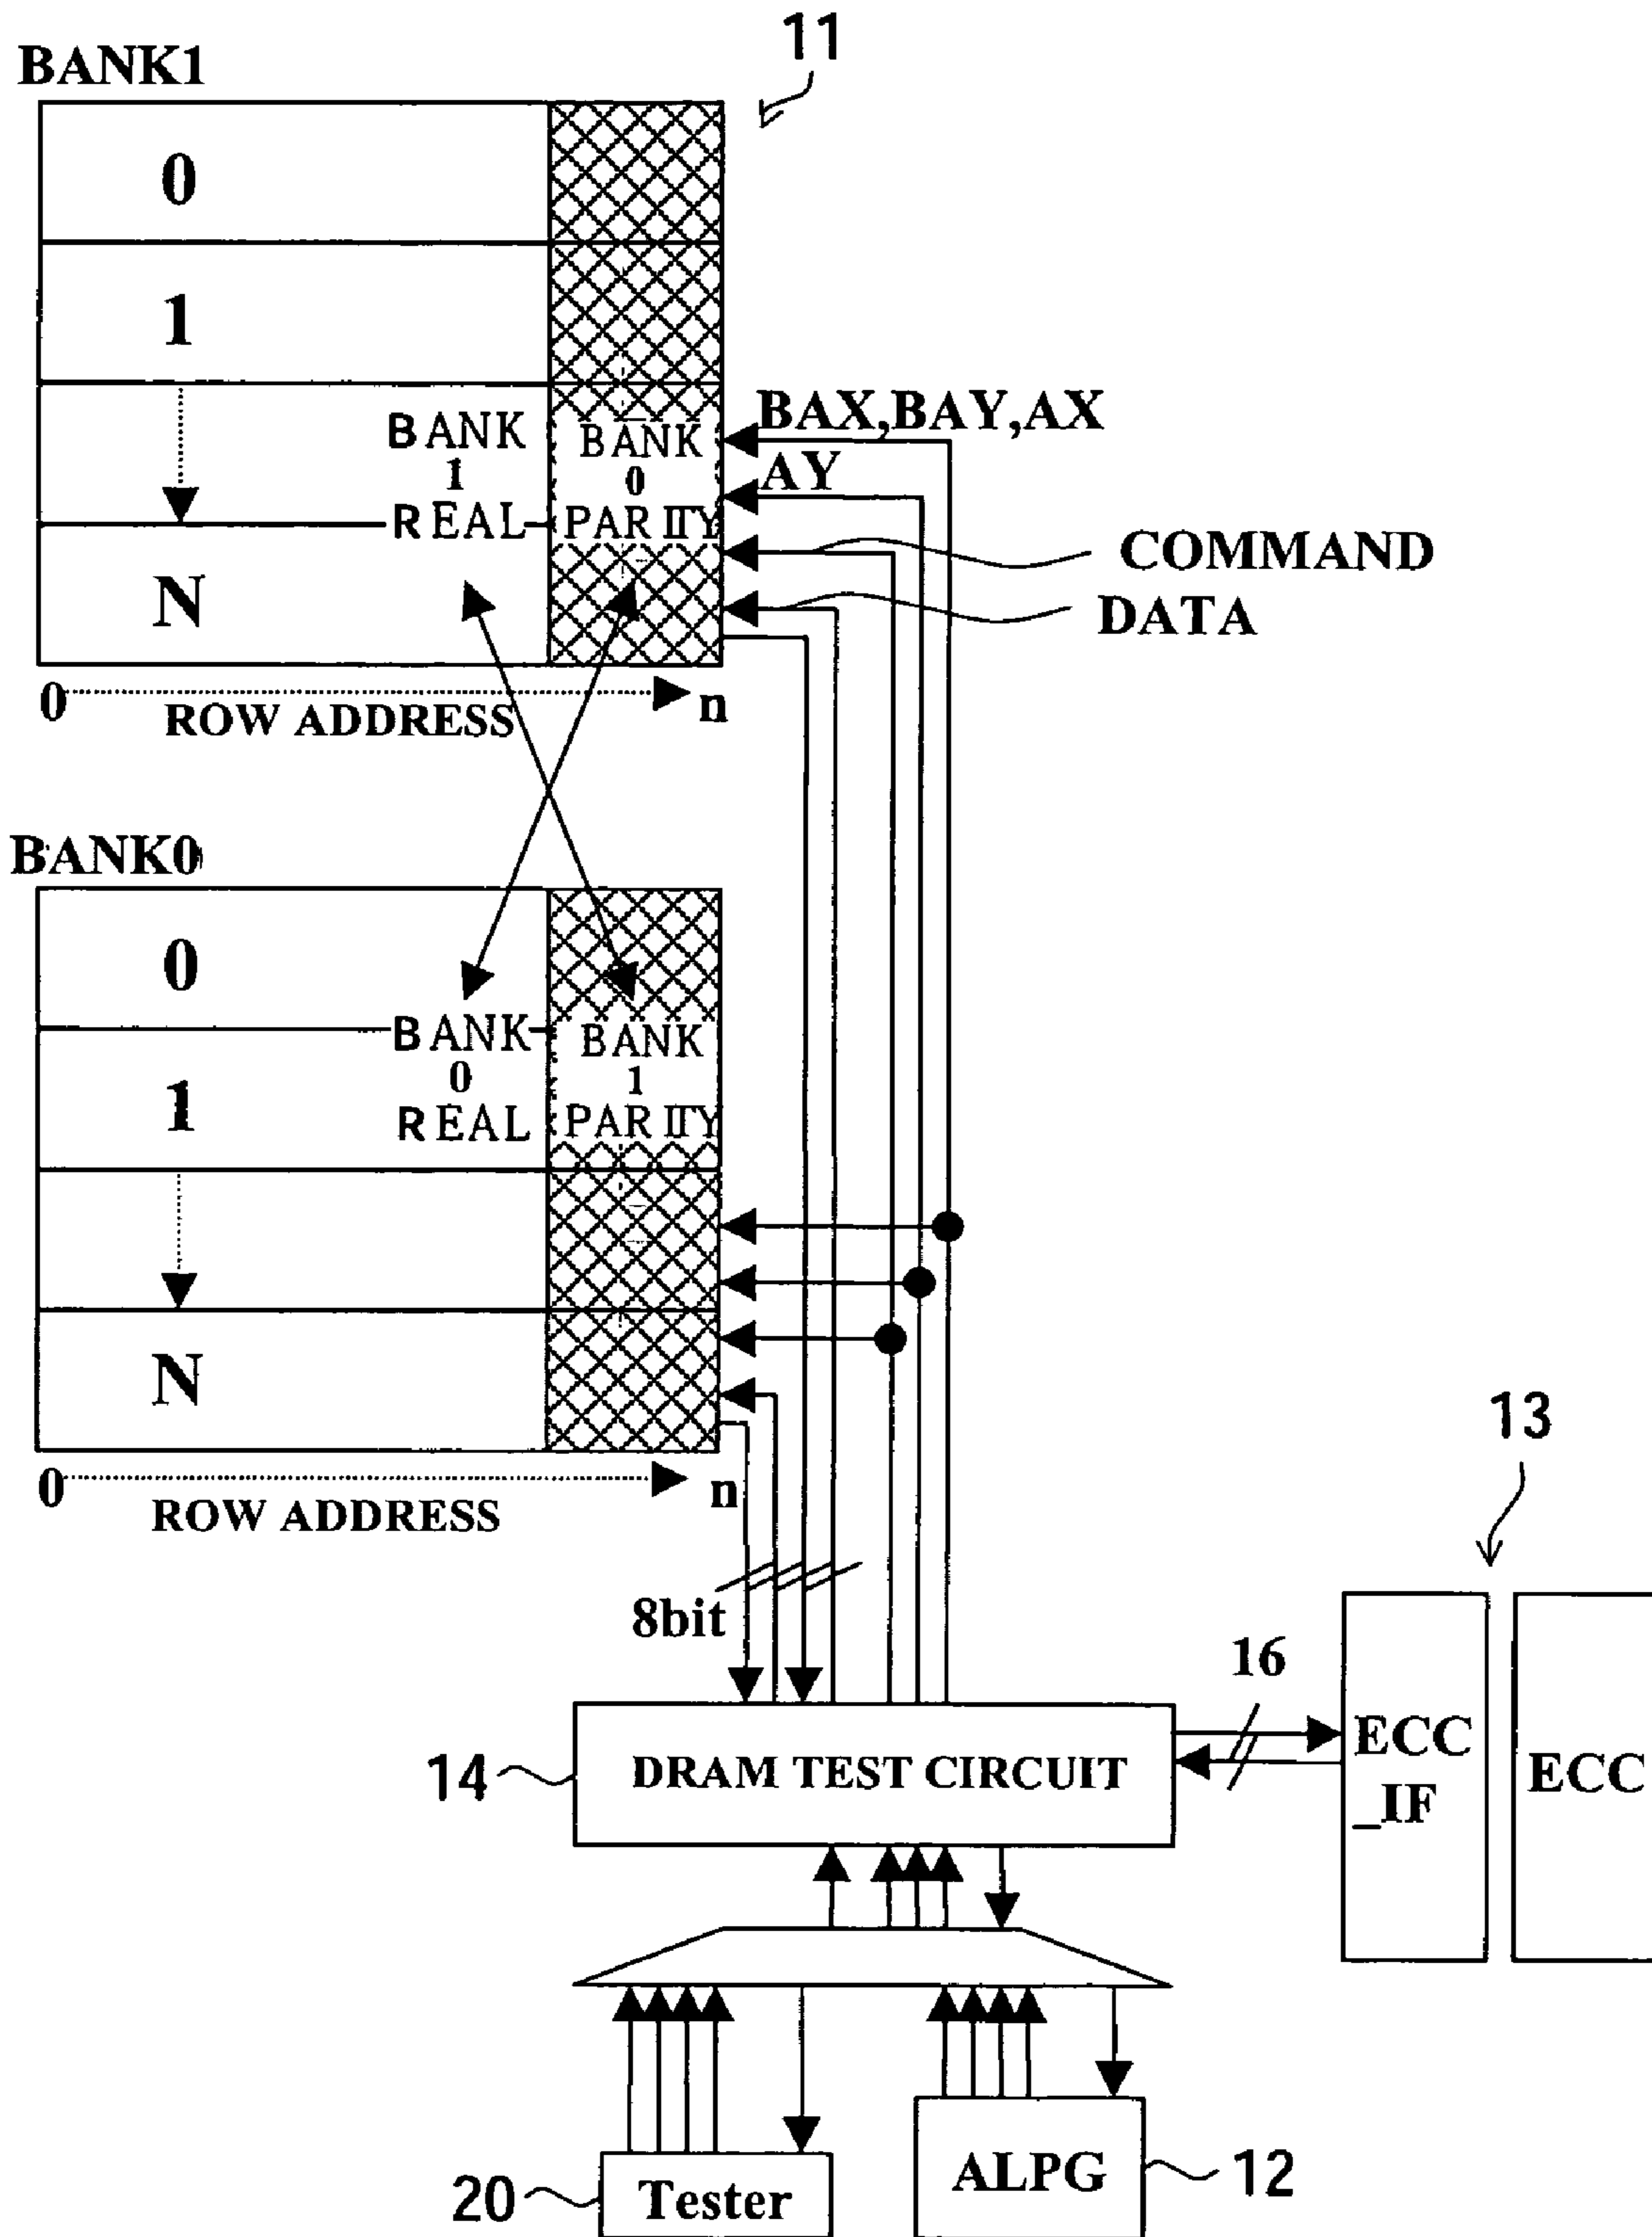 11
BANK1
0
1
BANK
1
REAL
BANK
0
PARITY
N
BAX,BAY,AX
AY
COMMAND
DATA
0
n
ROW ADDRESS
BANK0
0
1
BANK
0
REAL
BANK
1
PARITY
N
0
n
ROW ADDRESS
8bit
13
16
ECC
_IF
ECC
14
DRAM TEST CIRCUIT
20
Tester
ALPG
12